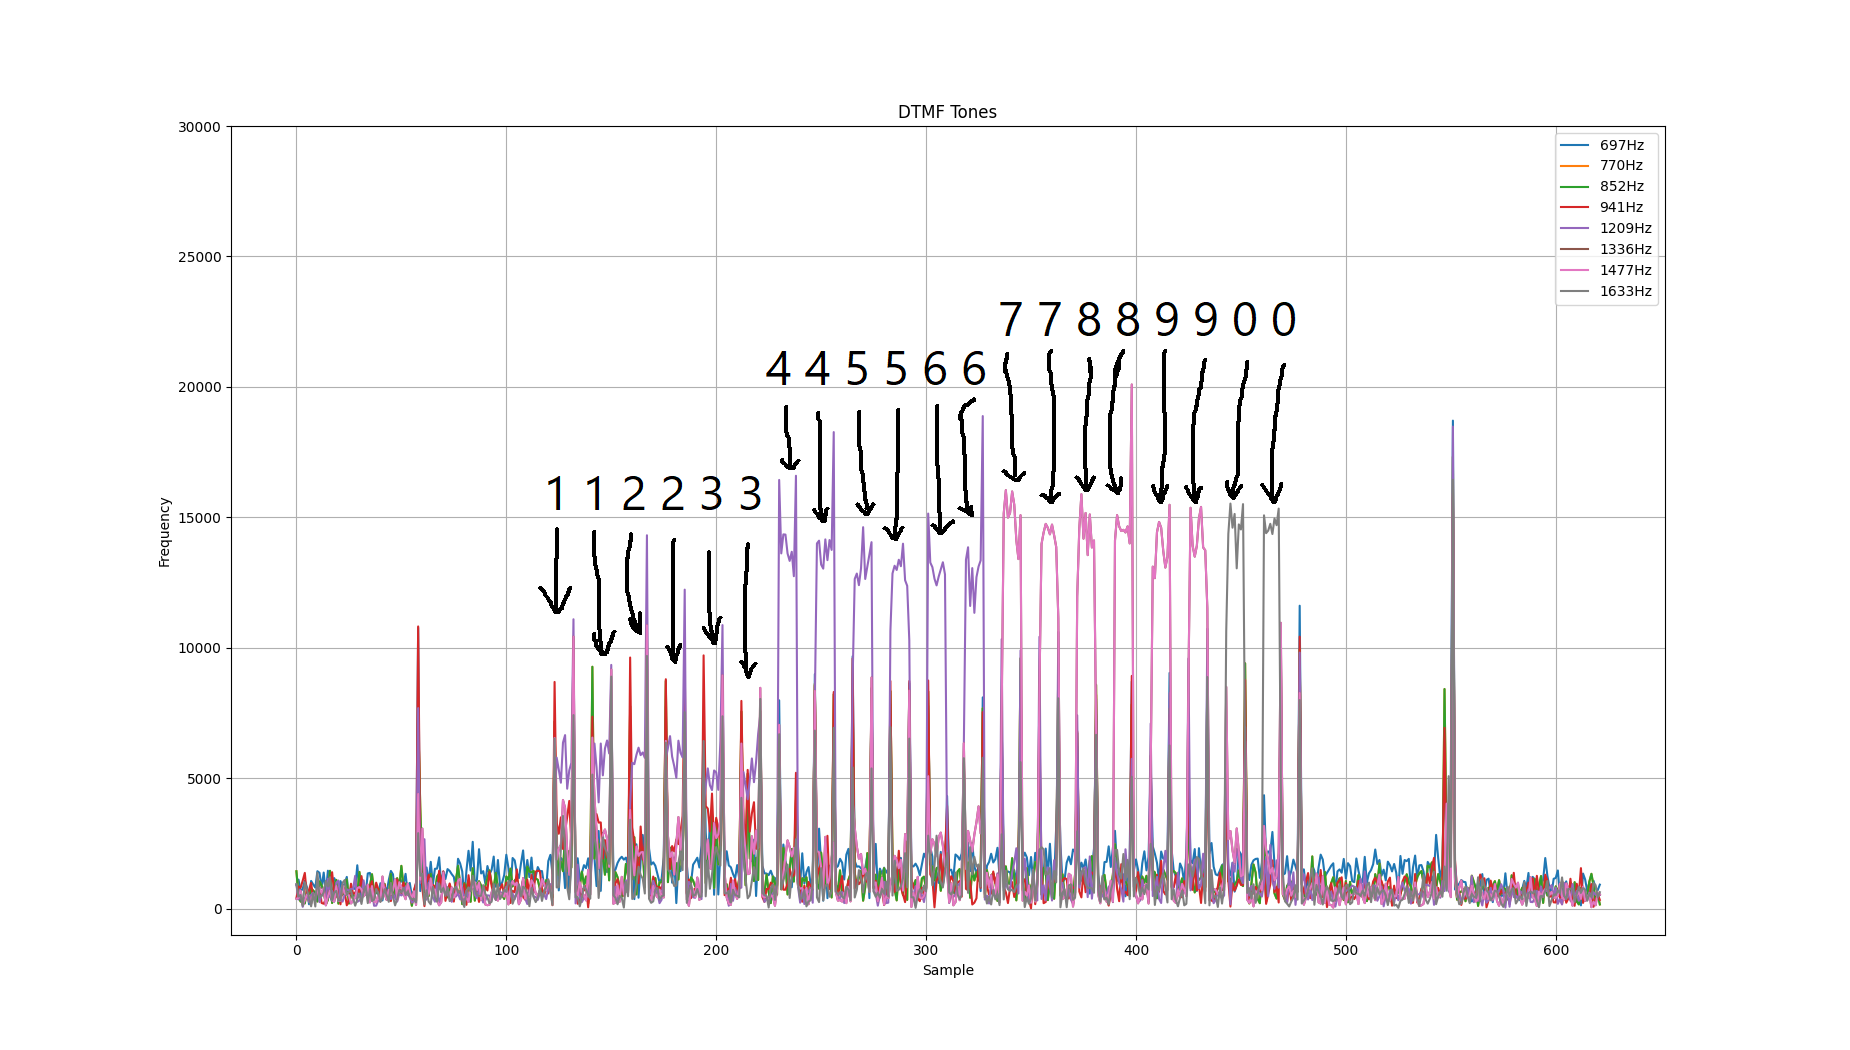 DTMF Tones
30000
25000
20000
15000
10000
5000
0
Frequency
697Hz
770Hz
852Hz
941Hz
1209Hz
1336Hz
1477Hz
1633Hz
7 7 8 8 9 9 0 0
4 4 5 5 6 6
1 1 2 2 3 3
0 100 200 300 400 500 600
Sample